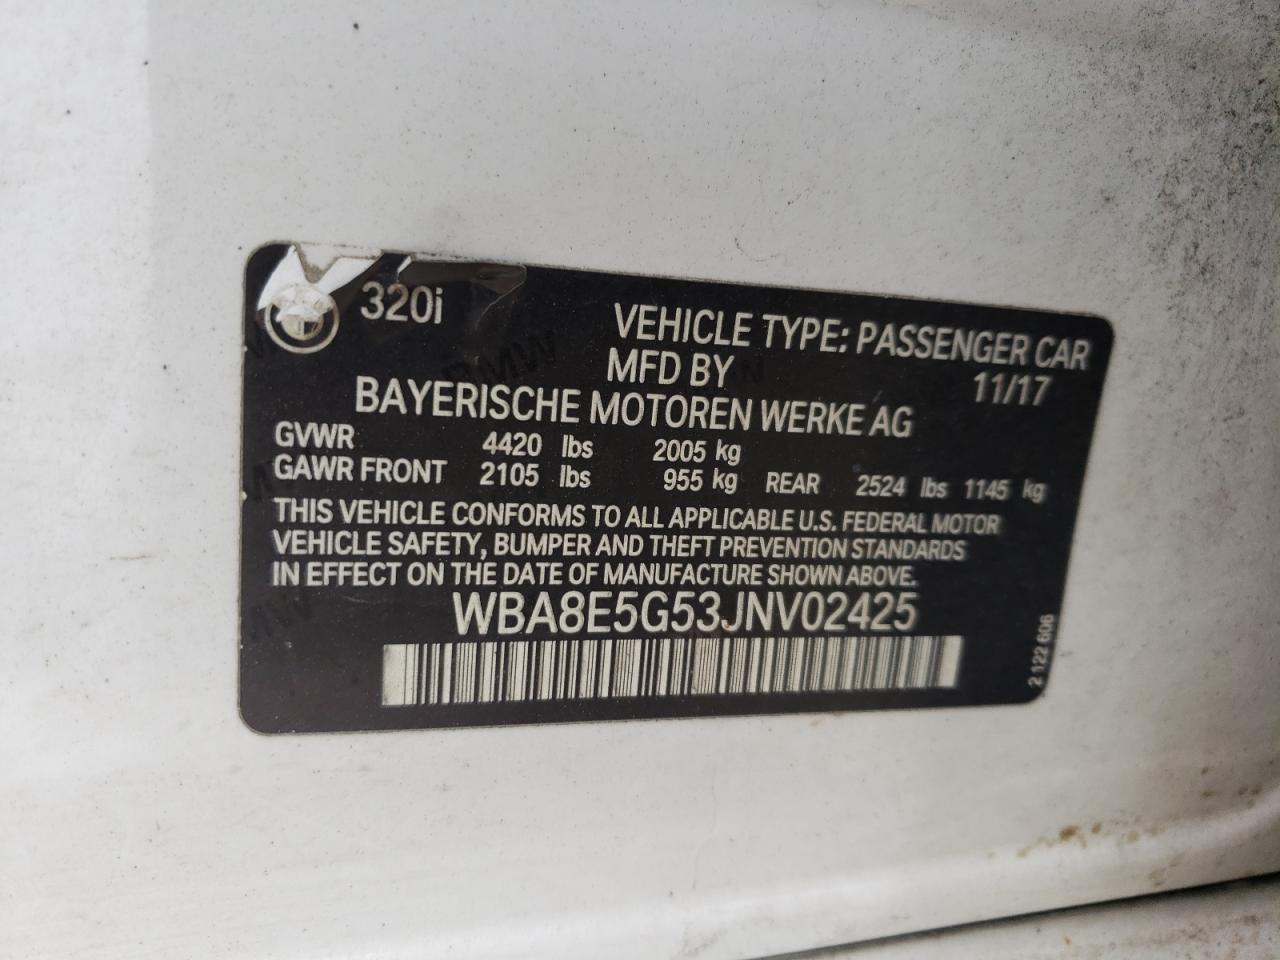 320i
VEHICLE TYPE: PASSENGER CAR
MFD BY 11/17
BAYERISCHE MOTOREN WERKE AG
GVWR 4420 lbs 2005 kg
GAWR FRONT 2105 lbs 955 kg REAR 2524 lbs 1145 kg
THIS VEHICLE CONFORMS TO ALL APPLICABLE U.S. FEDERAL MOTOR
VEHICLE SAFETY, BUMPER AND THEFT PREVENTION STANDARDS
IN EFFECT ON THE DATE OF MANUFACTURE SHOWN ABOVE.
WBA8E5G53JNV02425
2 122 606